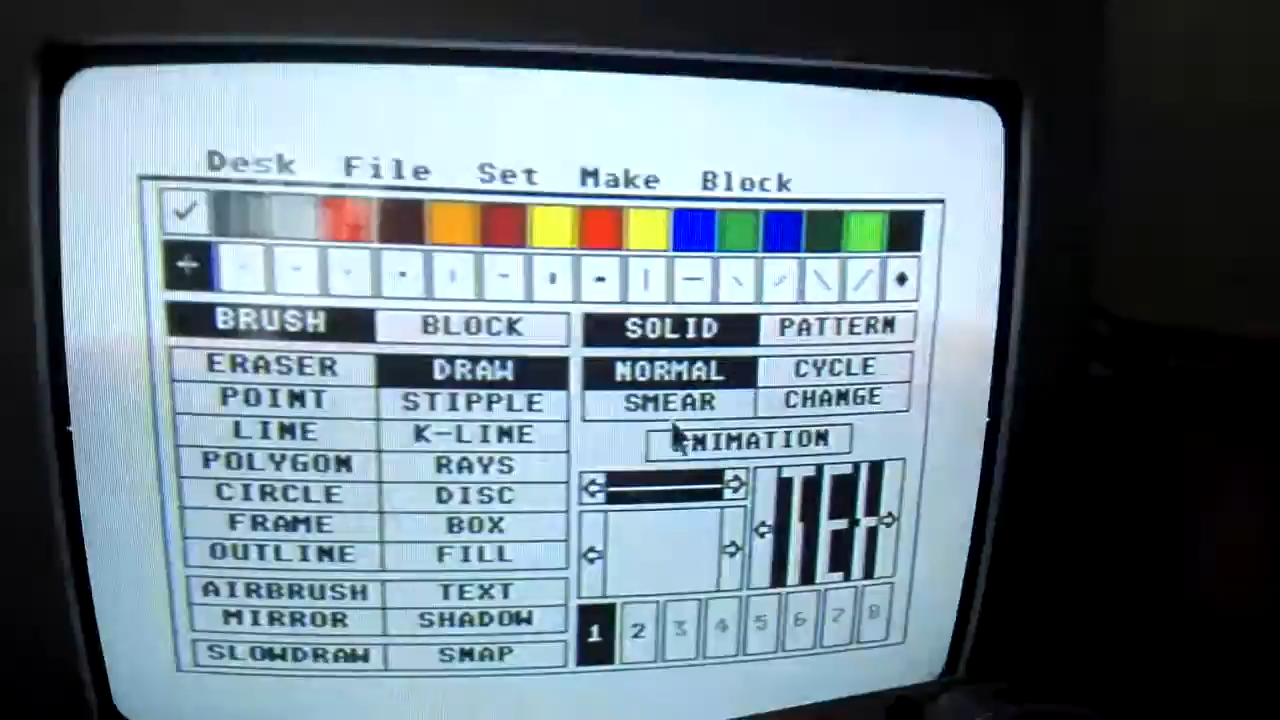 Desk File Set Make Block
BRUSH BLOCK SOLID PATTERN
ERASER DRAW NORMAL CYCLE
POINT STIPPLE SMEAR CHANGE
LINE K-LINE
POLYGON RAYS
CIRCLE DISC
FRAME BOX
OUTLINE FILL
AIRBRUSH TEXT
MIRROR SHADOW
SLOWDRAW SNAP
ANIMATION
1 2 3 4 5 6 7 8